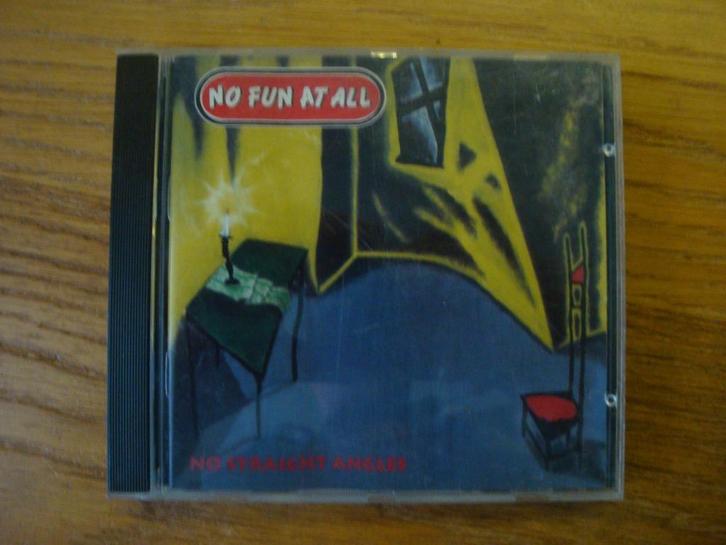 NO FUN AT ALL
NO STRAIGHT ANGLES